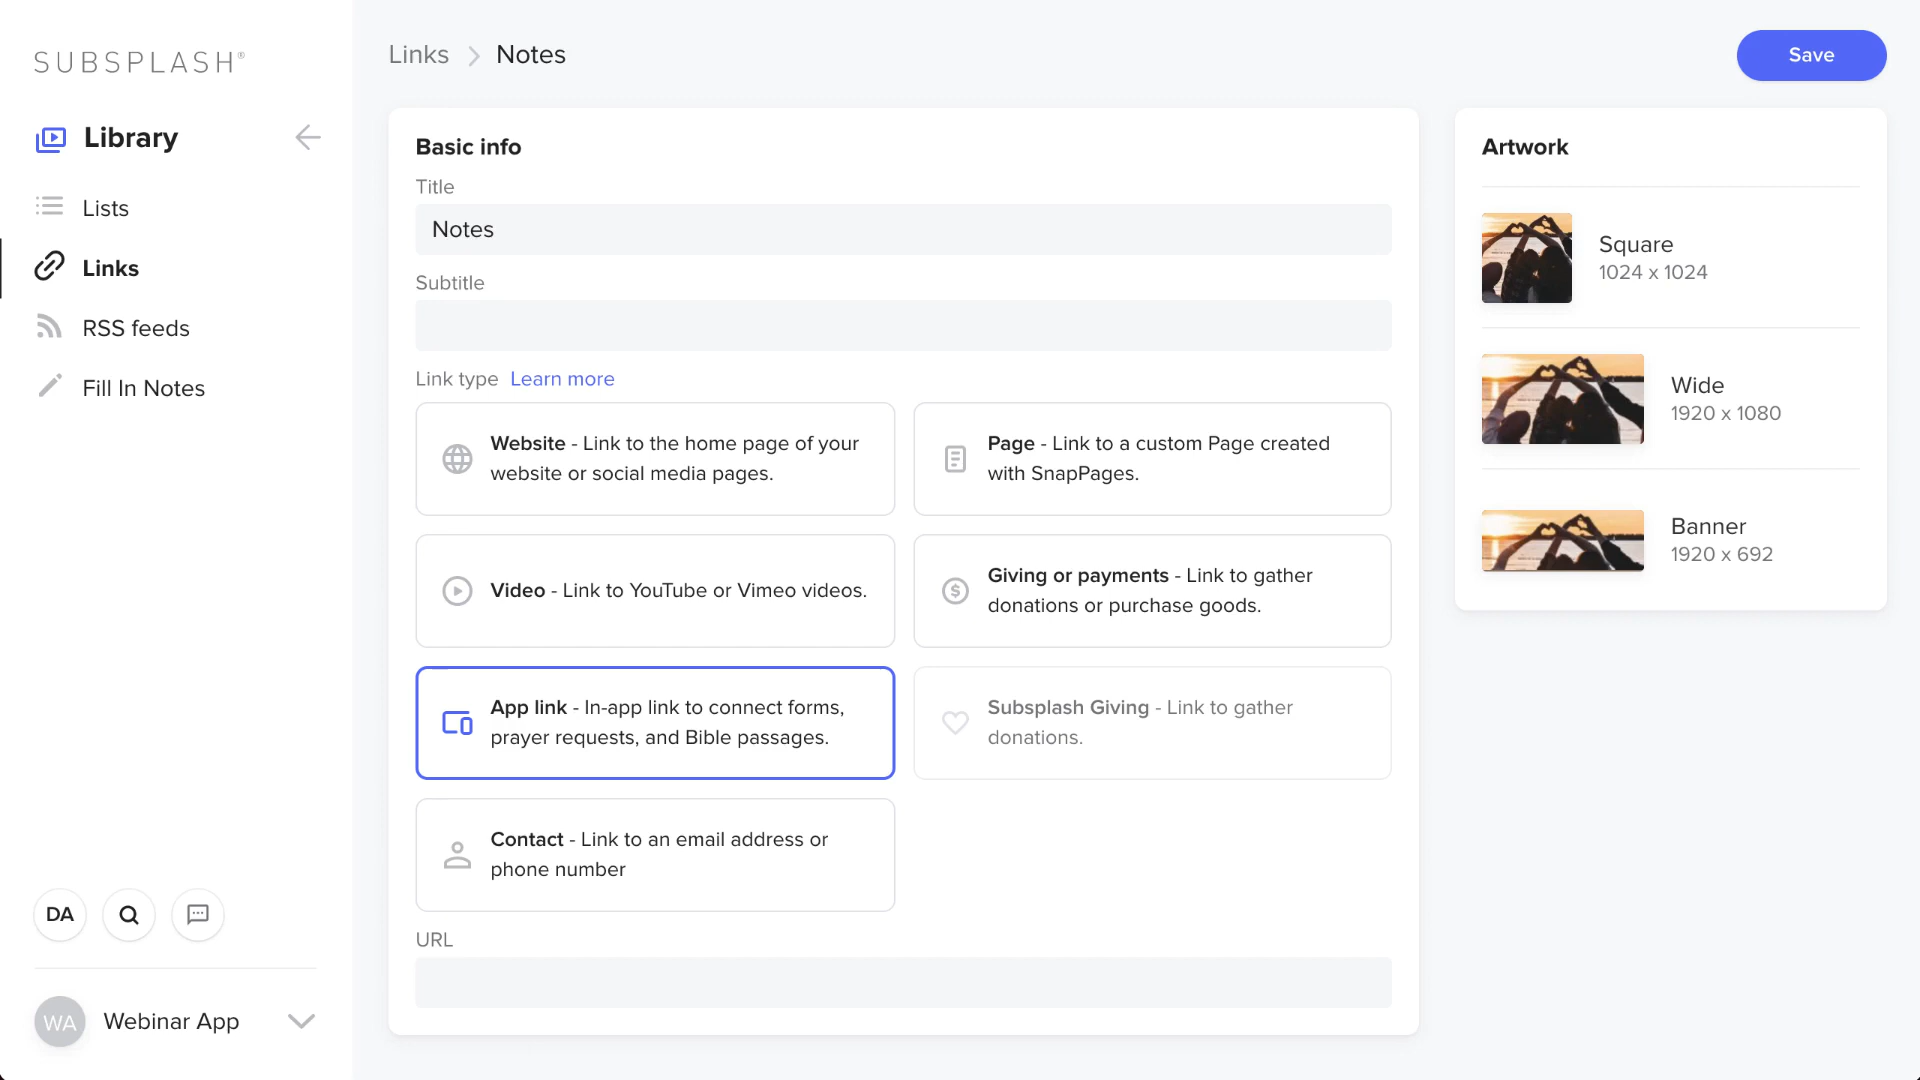 SUBSPLASH®
Library
Lists
Links
RSS feeds
Fill In Notes
DA
WA
Webinar App
Links
Notes
Save
Basic info
Title
Notes
Subtitle
Link type Learn more
Website - Link to the home page of your
website or social media pages.
Page - Link to a custom Page created
with SnapPages.
Video - Link to YouTube or Vimeo videos.
Giving or payments - Link to gather
donations or purchase goods.
App link - In-app link to connect forms,
prayer requests, and Bible passages.
Subsplash Giving - Link to gather
donations.
Contact - Link to an email address or
phone number
URL
Artwork
Square
1024 x 1024
Wide
1920 x 1080
Banner
1920 x 692